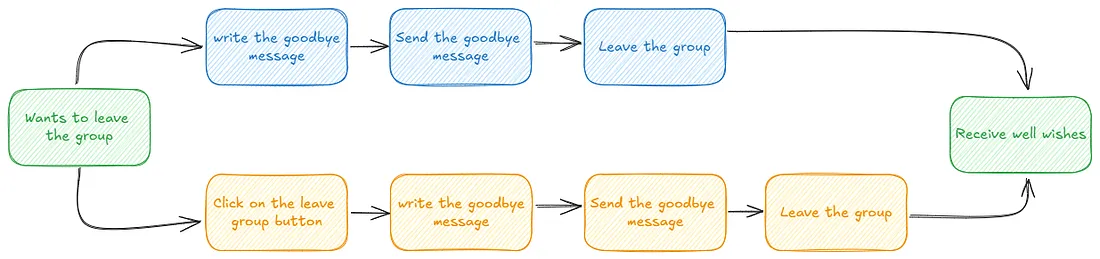 write the goodbye
message
Send the goodbye
message
Leave the group
Wants to leave
the group
Receive well wishes
Click on the leave
group button
write the goodbye
message
Send the goodbye
message
Leave the group